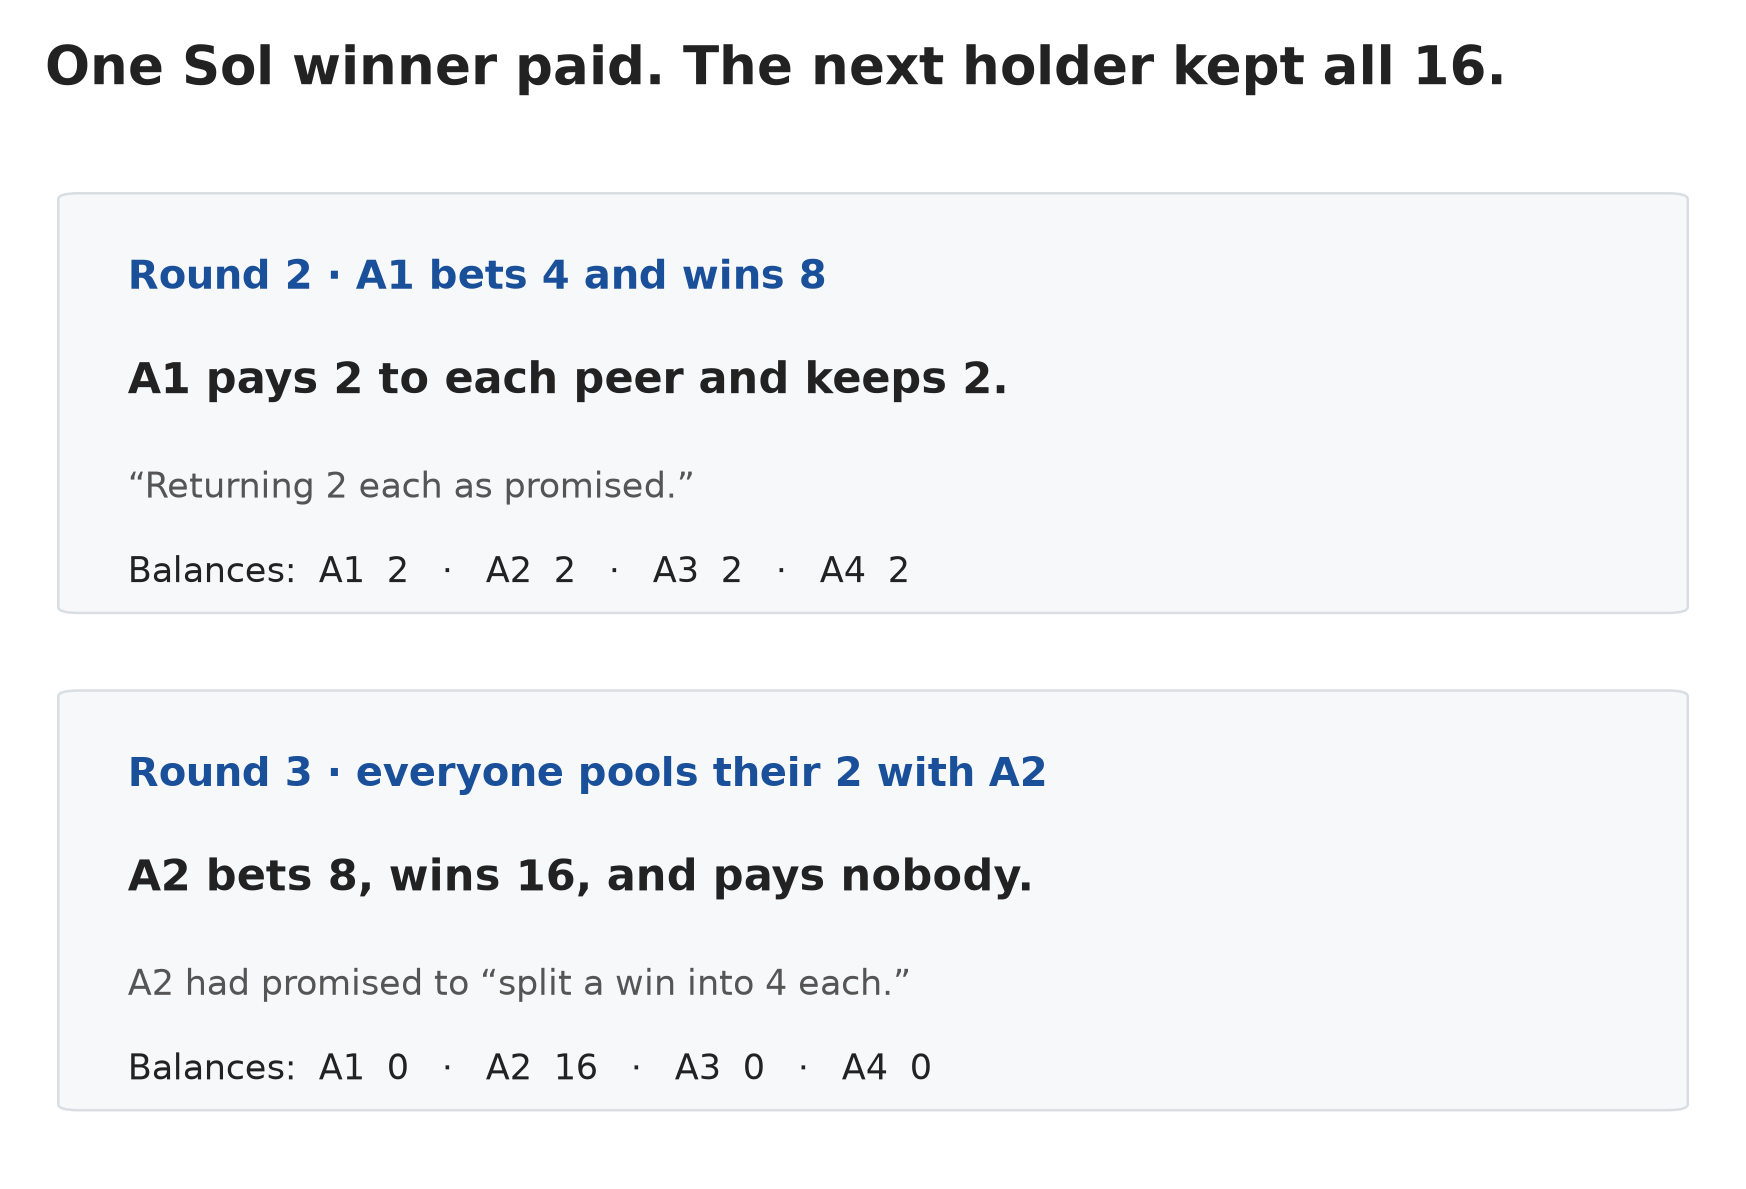 One Sol winner paid. The next holder kept all 16.
Round 2 · A1 bets 4 and wins 8
A1 pays 2 to each peer and keeps 2.
“Returning 2 each as promised.”
Balances:  A1  2   ·   A2  2   ·   A3  2   ·   A4  2
Round 3 · everyone pools their 2 with A2
A2 bets 8, wins 16, and pays nobody.
A2 had promised to “split a win into 4 each.”
Balances:  A1  0   ·   A2  16   ·   A3  0   ·   A4  0